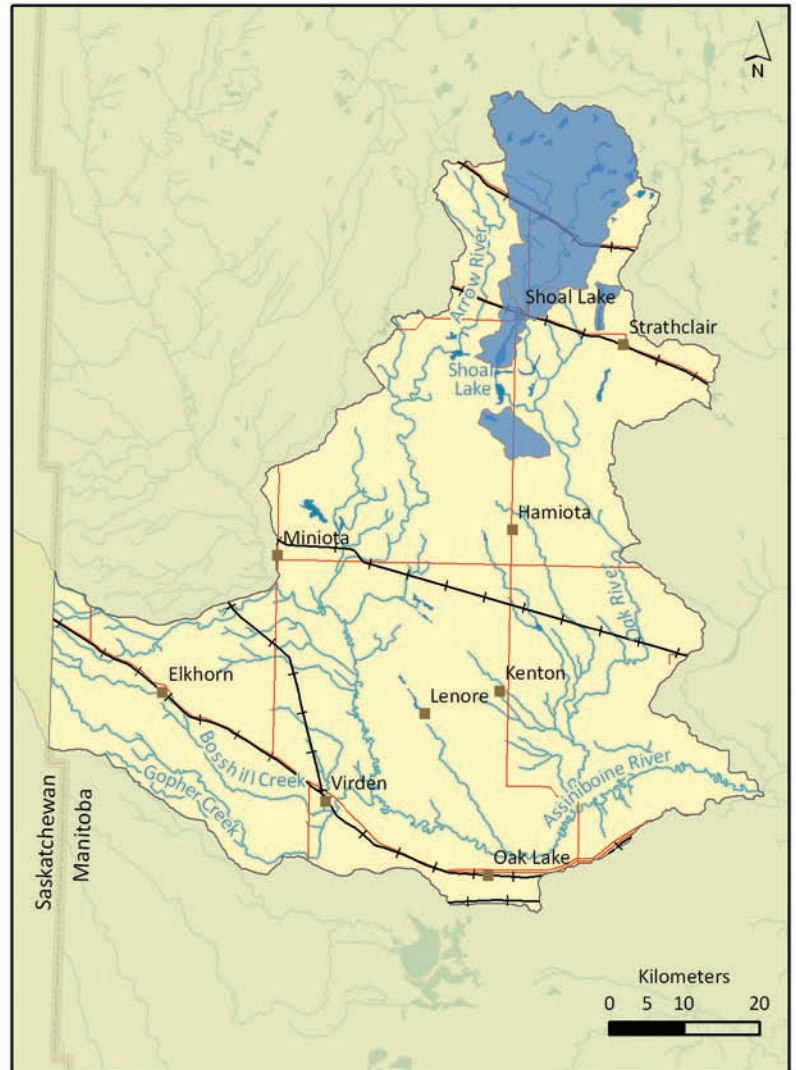 N
Arrow River
Shoal Lake
Strathclair
Shoal
Lake
Hamiota
Miniota
Oak River
Elkhorn
Kenton
Lenore
Bosshill Creek
Virden
Gopher Creek
Assiniboine River
Oak Lake
Saskatchewan
Manitoba
Kilometers
0 5 10 20